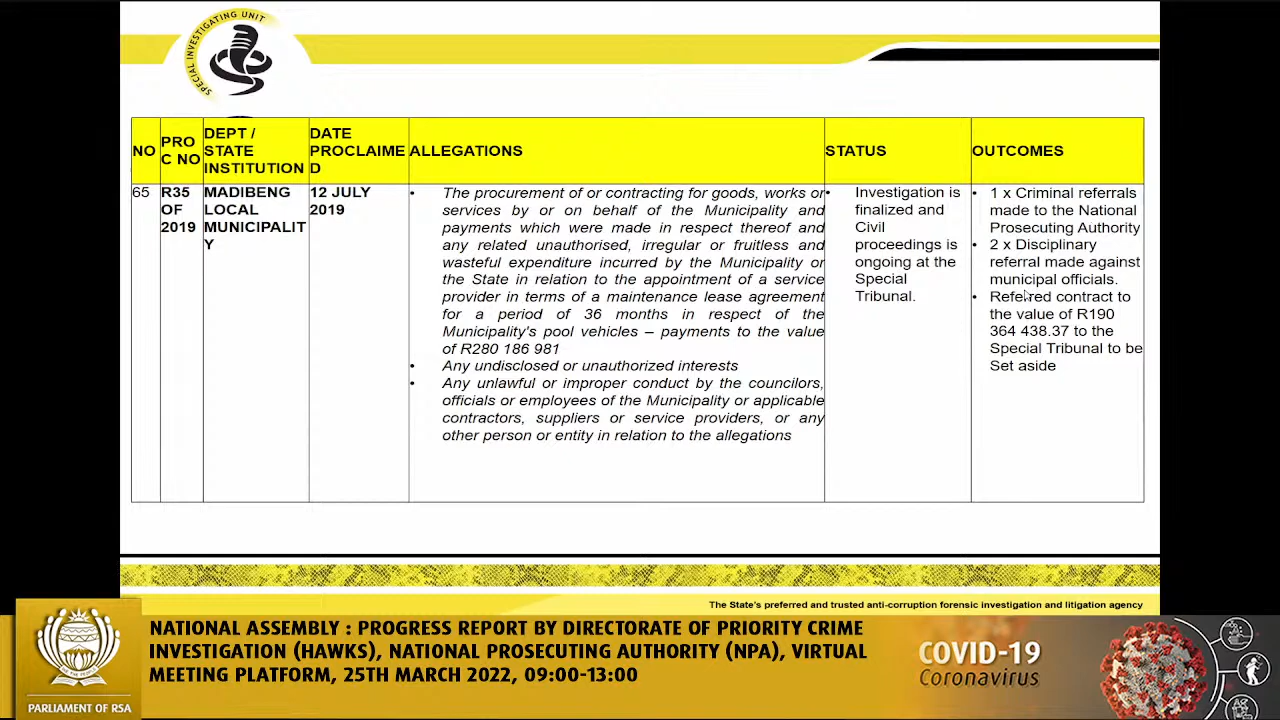 SPECIAL INVESTIGATING UNIT
NO
PRO
C NO
DEPT /
STATE
INSTITUTION
DATE
PROCLAIME
D
ALLEGATIONS
STATUS
OUTCOMES
65
R35
OF
2019
MADIBENG
LOCAL
MUNICIPALIT
Y
12 JULY
2019
• The procurement of or contracting for goods, works or
services by or on behalf of the Municipality and
payments which were made in respect thereof and
any related unauthorised, irregular or fruitless and
wasteful expenditure incurred by the Municipality or
the State in relation to the appointment of a service
provider in terms of a maintenance lease agreement
for a period of 36 months in respect of the
Municipality's pool vehicles – payments to the value
of R280 186 981
• Any undisclosed or unauthorized interests
• Any unlawful or improper conduct by the councilors,
officials or employees of the Municipality or applicable
contractors, suppliers or service providers, or any
other person or entity in relation to the allegations
• Investigation is
finalized and
Civil
proceedings is
ongoing at the
Special
Tribunal.
• 1 x Criminal referrals
made to the National
Prosecuting Authority
• 2 x Disciplinary
referral made against
municipal officials.
• Referred contract to
the value of R190
364 438.37 to the
Special Tribunal to be
Set aside
The State's preferred and trusted anti-corruption forensic investigation and litigation agency
NATIONAL ASSEMBLY : PROGRESS REPORT BY DIRECTORATE OF PRIORITY CRIME
INVESTIGATION (HAWKS), NATIONAL PROSECUTING AUTHORITY (NPA), VIRTUAL
MEETING PLATFORM, 25TH MARCH 2022, 09:00-13:00
PARLIAMENT OF RSA
COVID-19
Coronavirus